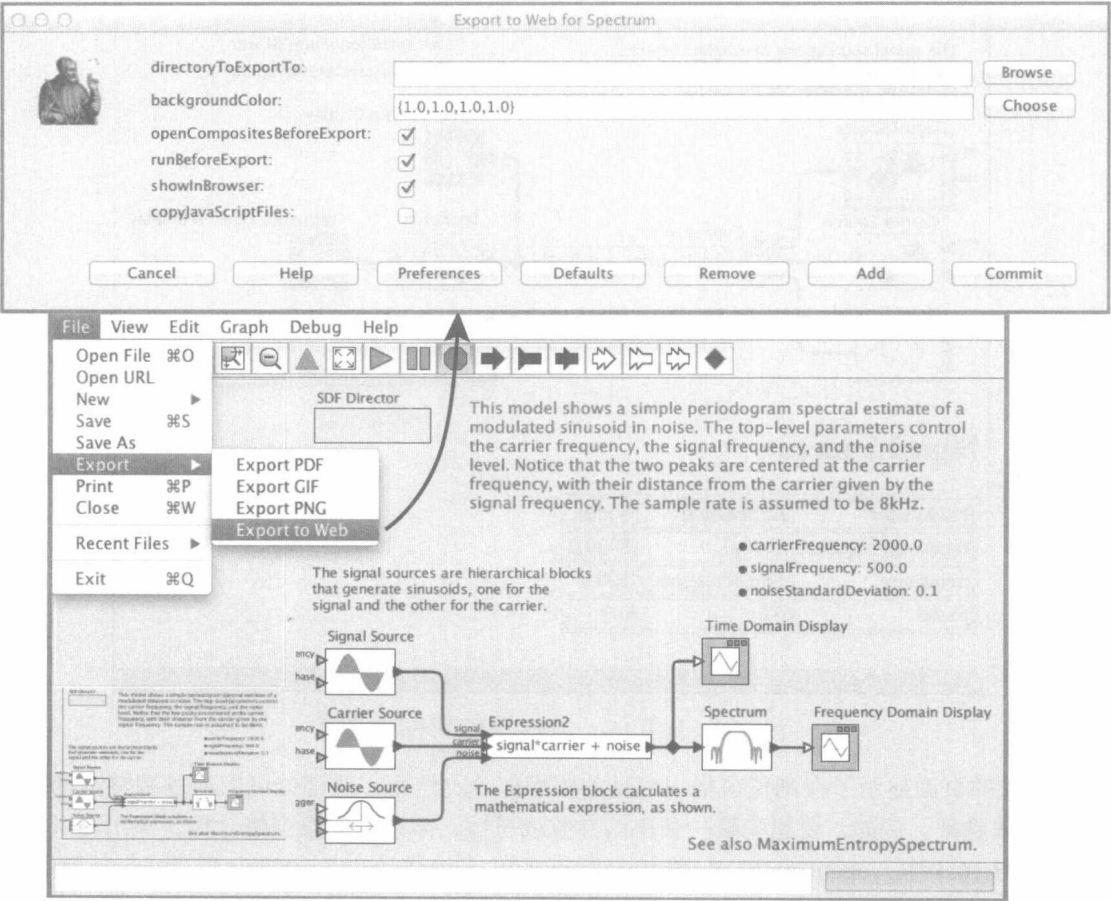 Export to Web for Spectrum
directoryToExportTo:
Browse
backgroundColor:
{1.0,1.0,1.0,1.0}
Choose
openCompositesBeforeExport:
runBeforeExport:
showInBrowser:
copyJavaScriptFiles:
Cancel
Help
Preferences
Defaults
Remove
Add
Commit
File View Edit Graph Debug Help
Open File ⌘O
Open URL
New
Save ⌘S
Save As
Export
Print ⌘P
Close ⌘W
Recent Files
Exit ⌘Q
Export PDF
Export GIF
Export PNG
Export to Web
SDF Director
This model shows a simple periodogram spectral estimate of a
modulated sinusoid in noise. The top-level parameters control
the carrier frequency, the signal frequency, and the noise
level. Notice that the two peaks are centered at the carrier
frequency, with their distance from the carrier given by the
signal frequency. The sample rate is assumed to be 8kHz.
carrierFrequency: 2000.0
signalFrequency: 500.0
noiseStandardDeviation: 0.1
The signal sources are hierarchical blocks
that generate sinusoids, one for the
signal and the other for the carrier.
Signal Source
ency
hase
Time Domain Display
Carrier Source
ency
hase
signal
carrier
noise
Expression2
signal*carrier + noise
Spectrum
Frequency Domain Display
Noise Source
gger
The Expression block calculates a
mathematical expression, as shown.
See also MaximumEntropySpectrum.